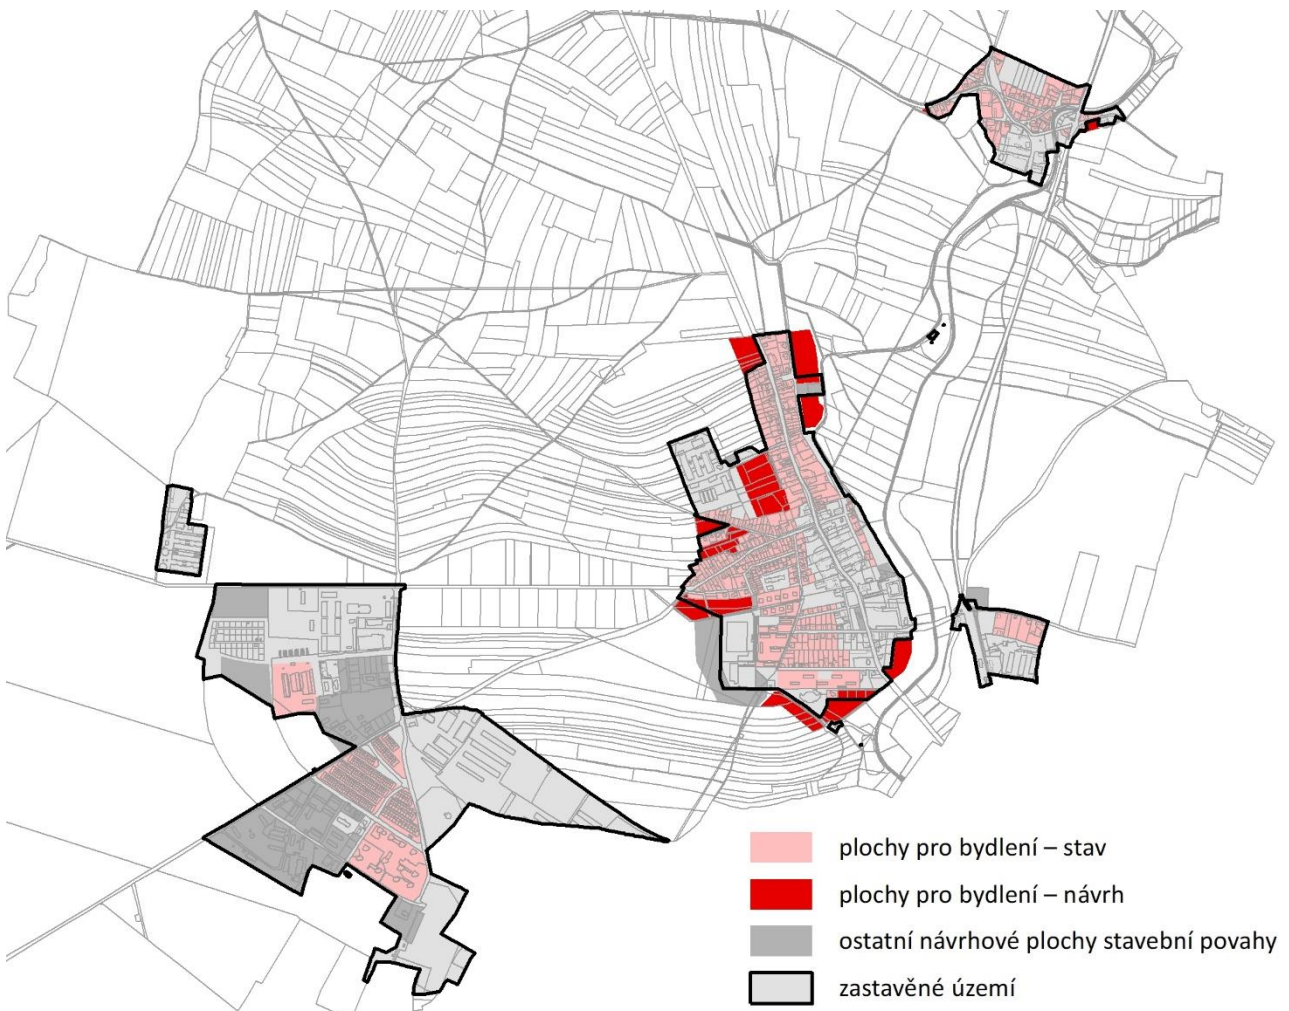 plochy pro bydlení – stav
plochy pro bydlení – návrh
ostatní návrhové plochy stavební povahy
zastavěné území